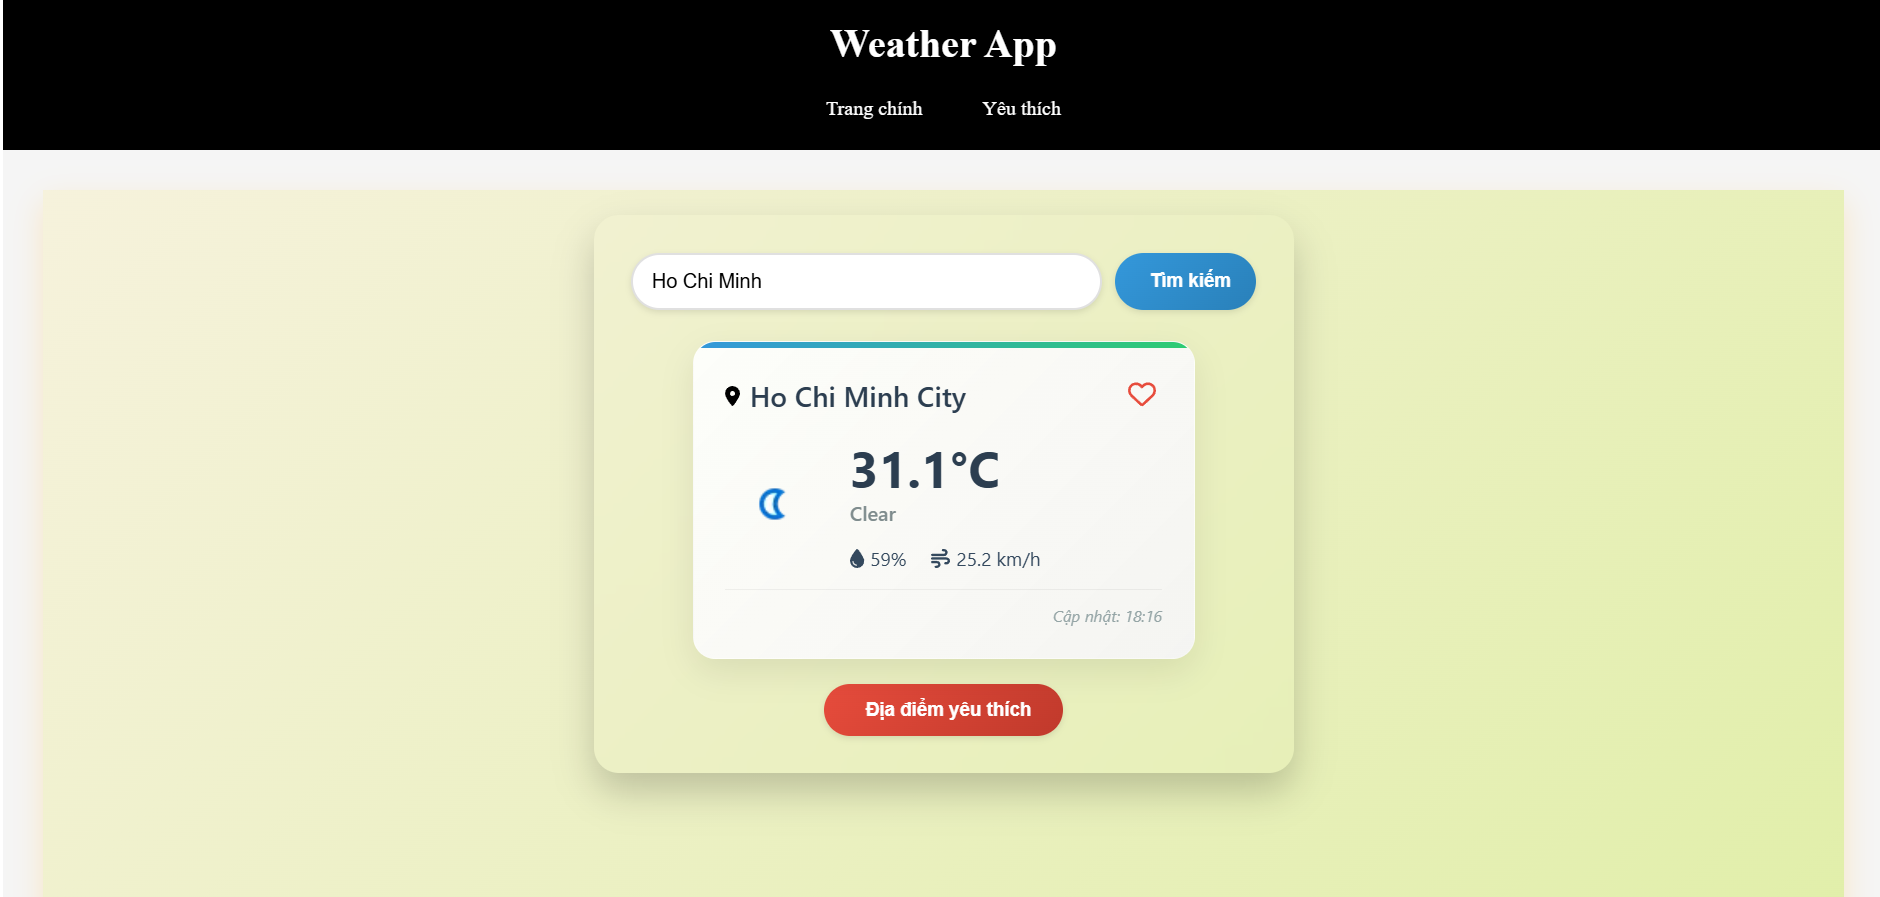 Weather App
Trang chính Yêu thích
Ho Chi Minh Tìm kiếm
Ho Chi Minh City
31.1°C
Clear
59% 25.2 km/h
Cập nhật: 18:16
Địa điểm yêu thích